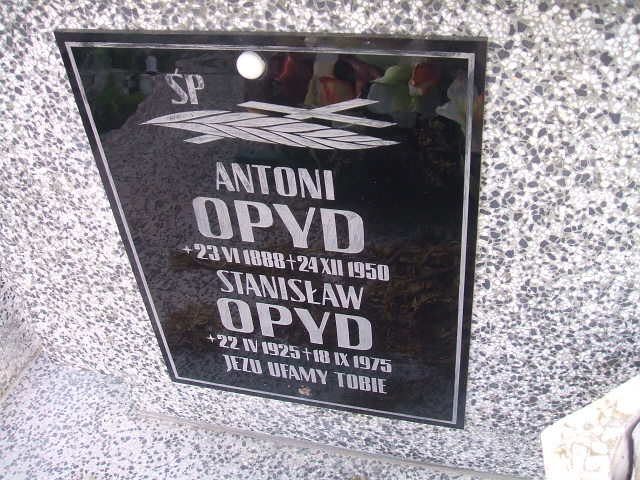 ŚP
ANTONI
OPYD
*23 VI 1888 †24 XII 1950
STANISŁAW
OPYD
*22 IV 1925 †18 IX 1975
JEZU UFAMY TOBIE